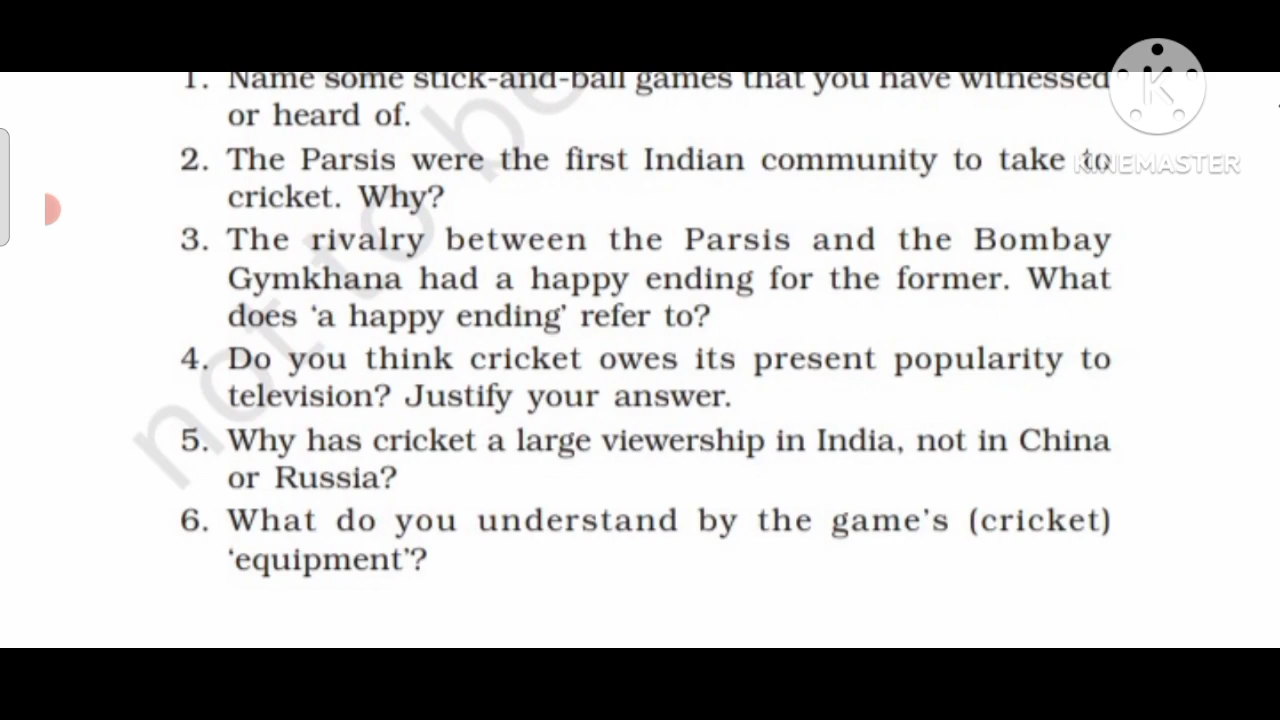 1. Name some stick-and-ball games that you have witnessed
or heard of.
2. The Parsis were the first Indian community to take to
cricket. Why?
3. The rivalry between the Parsis and the Bombay
Gymkhana had a happy ending for the former. What
does ‘a happy ending’ refer to?
4. Do you think cricket owes its present popularity to
television? Justify your answer.
5. Why has cricket a large viewership in India, not in China
or Russia?
6. What do you understand by the game’s (cricket)
‘equipment’?
not to be
K
KINEMASTER